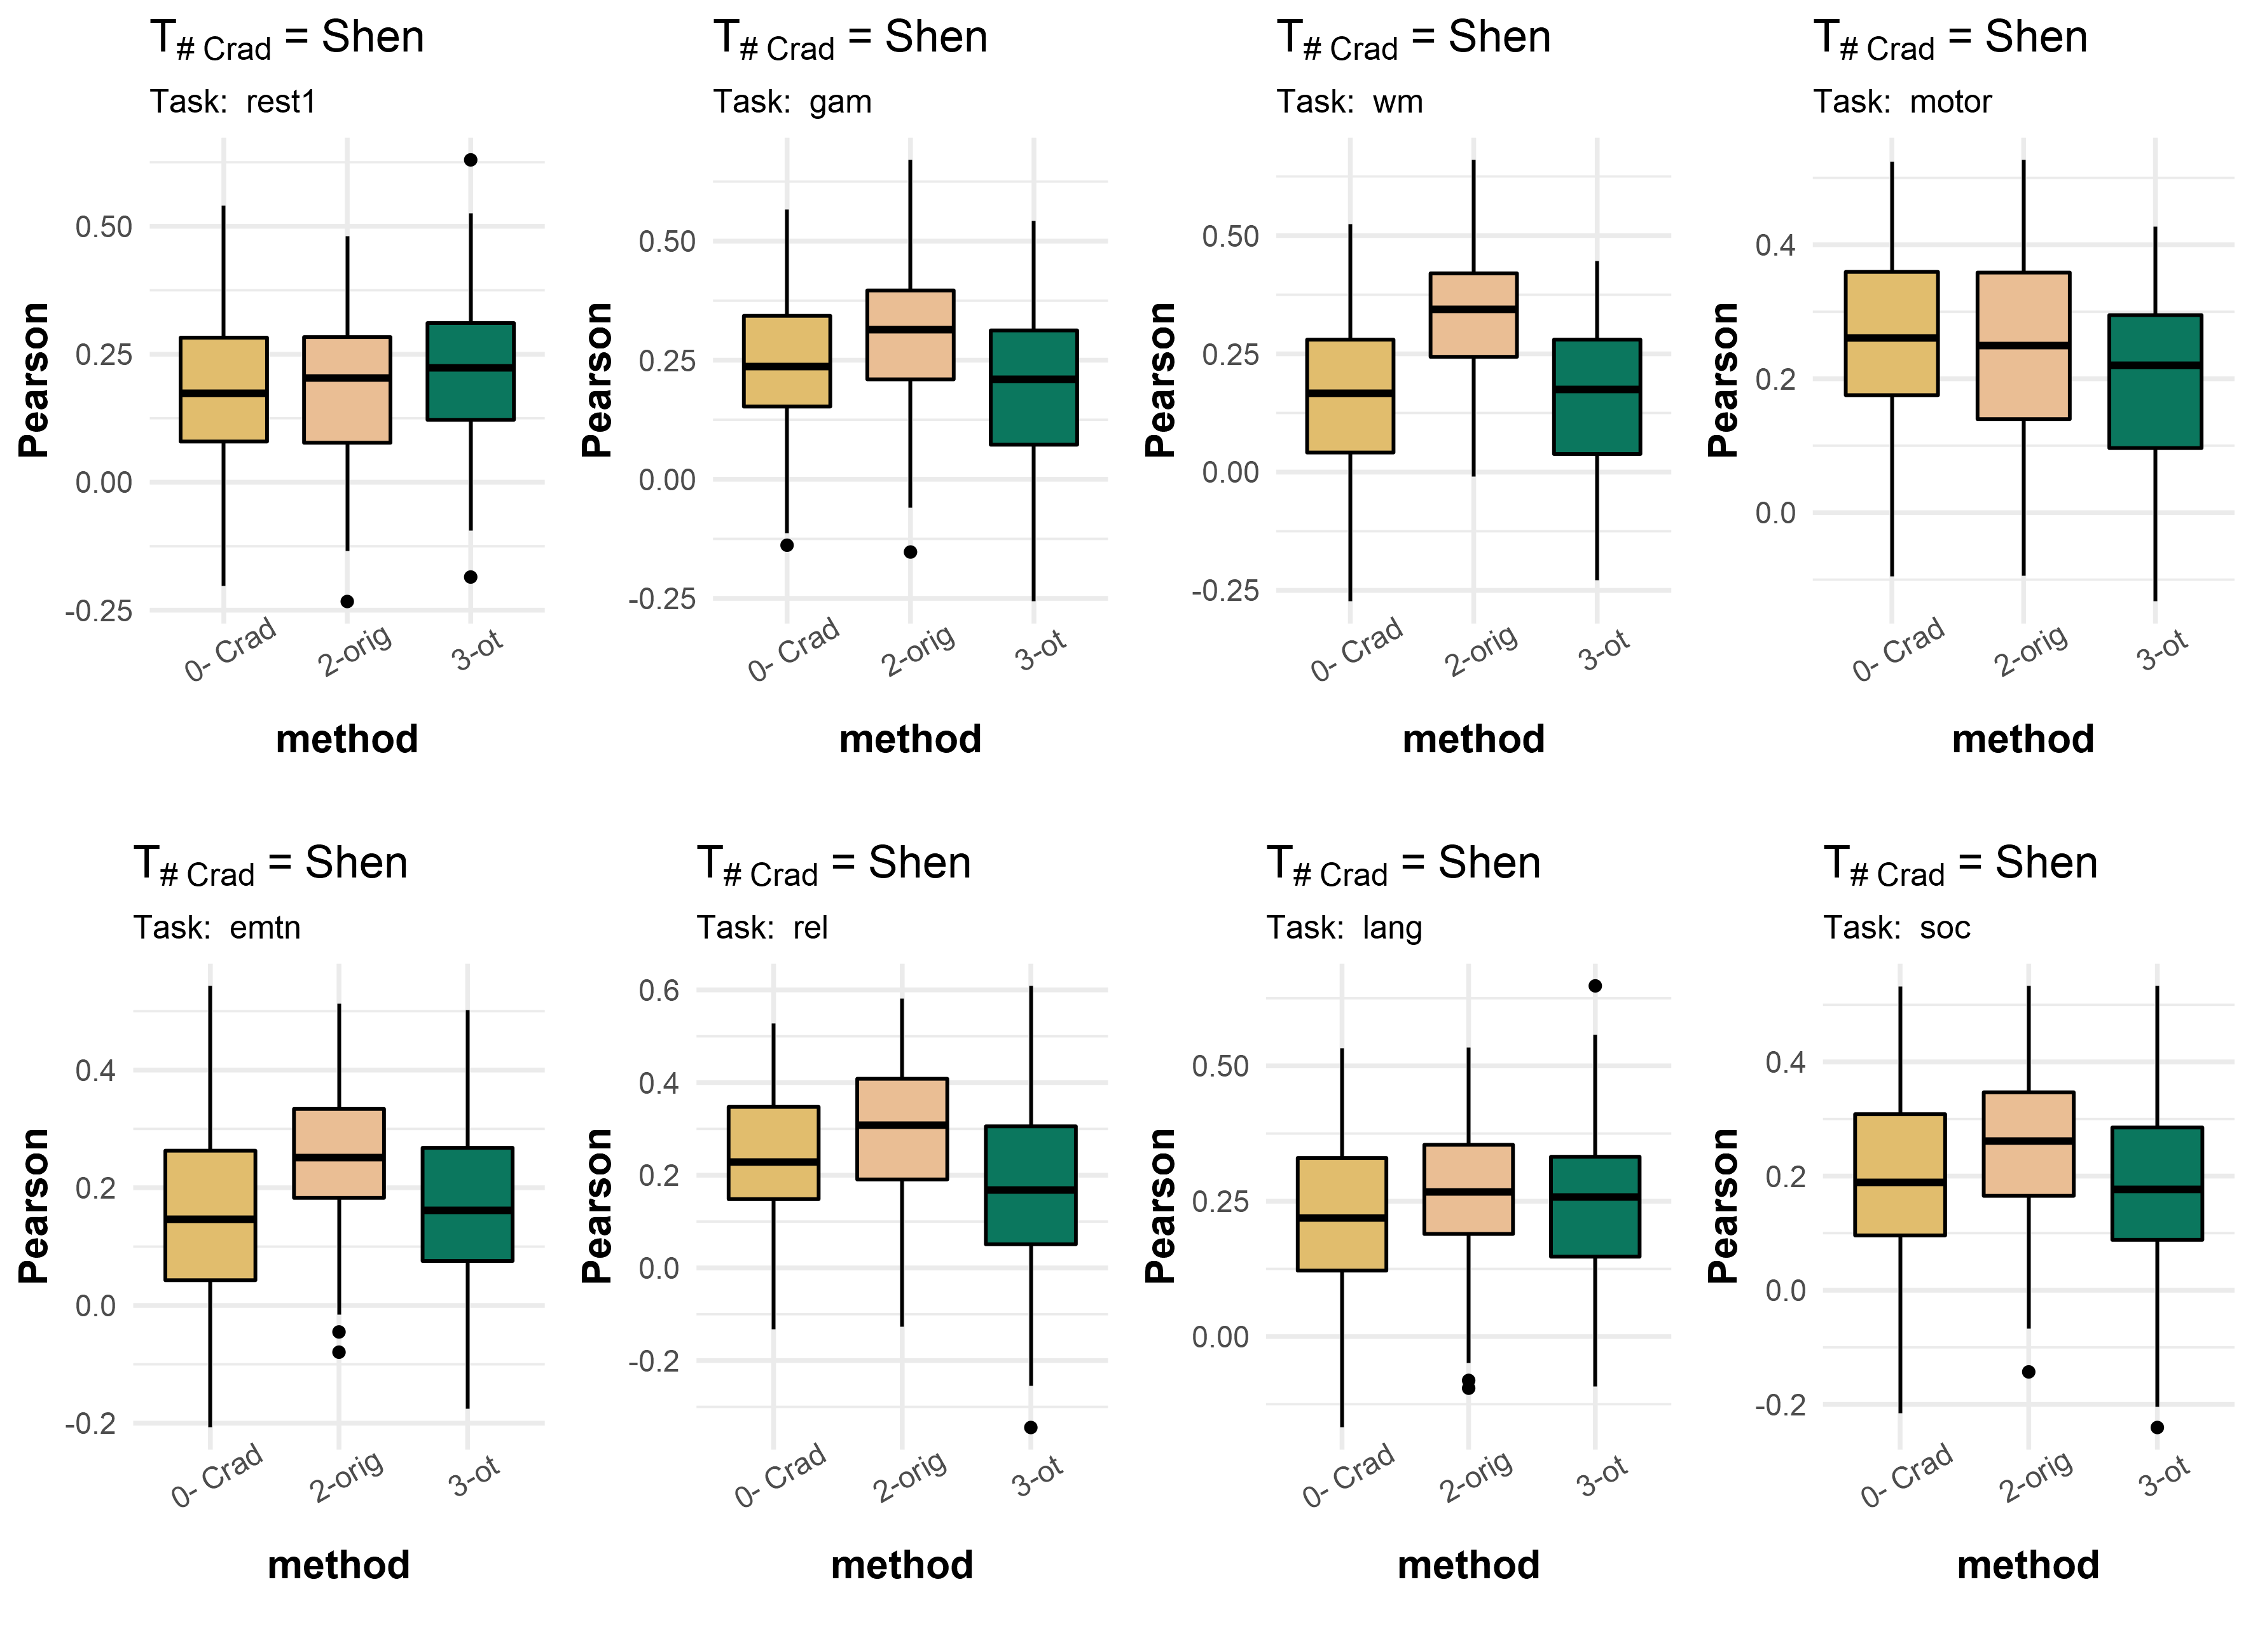 T# Crad = Shen
Task: rest1
Pearson
0.50
0.25
0.00
-0.25
0- Crad
2-orig
3-ot
method
T# Crad = Shen
Task: gam
Pearson
0.50
0.25
0.00
-0.25
0- Crad
2-orig
3-ot
method
T# Crad = Shen
Task: wm
Pearson
0.50
0.25
0.00
-0.25
0- Crad
2-orig
3-ot
method
T# Crad = Shen
Task: motor
Pearson
0.4
0.2
0.0
0- Crad
2-orig
3-ot
method
T# Crad = Shen
Task: emtn
Pearson
0.4
0.2
0.0
-0.2
0- Crad
2-orig
3-ot
method
T# Crad = Shen
Task: rel
Pearson
0.6
0.4
0.2
0.0
-0.2
0- Crad
2-orig
3-ot
method
T# Crad = Shen
Task: lang
Pearson
0.50
0.25
0.00
0- Crad
2-orig
3-ot
method
T# Crad = Shen
Task: soc
Pearson
0.4
0.2
0.0
-0.2
0- Crad
2-orig
3-ot
method